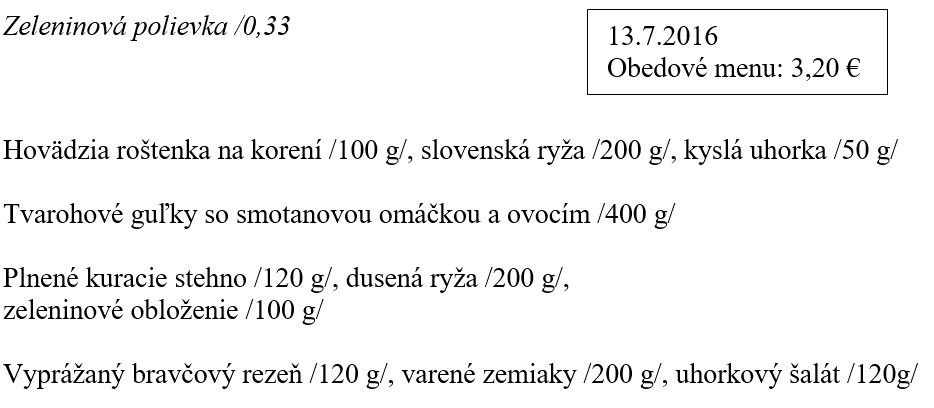 Zeleninová polievka /0,33
13.7.2016
Obedové menu: 3,20 €
Hovädzia roštenka na korení /100 g/, slovenská ryža /200 g/, kyslá uhorka /50 g/
Tvarohové guľky so smotanovou omáčkou a ovocím /400 g/
Plnené kuracie stehno /120 g/, dusená ryža /200 g/,
zeleninové obloženie /100 g/
Vyprážaný bravčový rezeň /120 g/, varené zemiaky /200 g/, uhorkový šalát /120g/